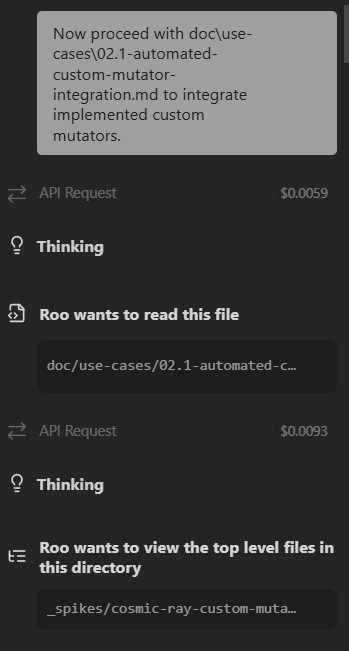 Now proceed with doc\use-
cases\02.1-automated-
custom-mutator-
integration.md to integrate
implemented custom
mutators.
API Request $0.0059
Thinking
Roo wants to read this file
doc/use-cases/02.1-automated-c…
API Request $0.0093
Thinking
Roo wants to view the top level files in
this directory
_spikes/cosmic-ray-custom-muta…